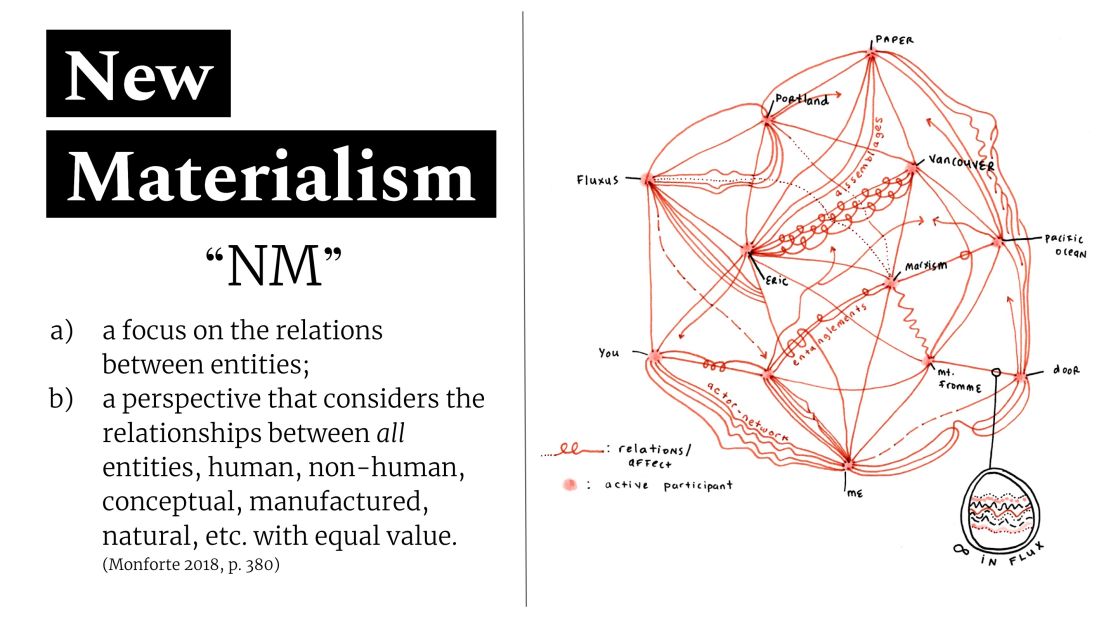 New
Materialism
“NM”
a) a focus on the relations
between entities;
b) a perspective that considers the
relationships between all
entities, human, non-human,
conceptual, manufactured,
natural, etc. with equal value.
(Monforte 2018, p. 380)
PAPER
Portland
VANCOUVER
FLUXUS
assemblages
pacific
ocean
ERIC
Marxism
entanglements
You
mt.
FrommE
door
actor-network
ME
: relations/
affect
: active participant
∞ IN FLUX